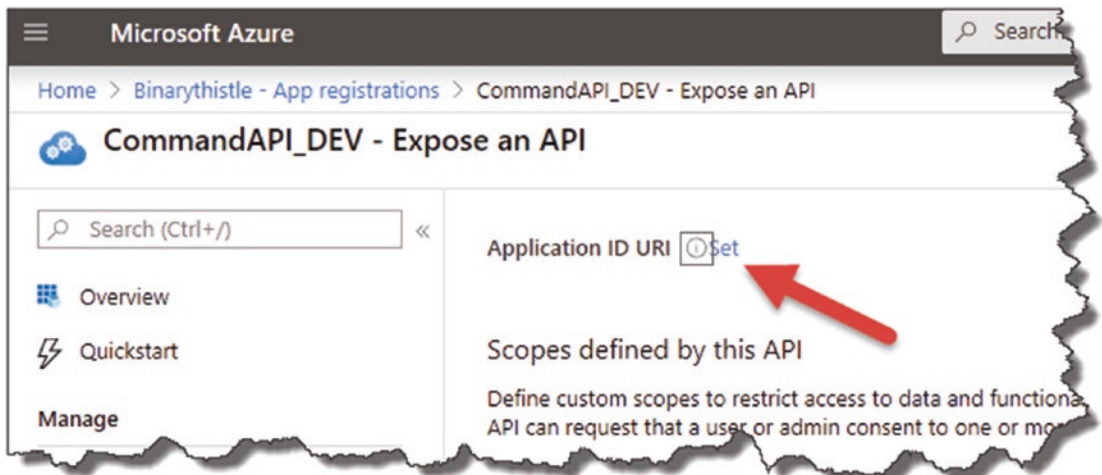 Microsoft Azure
Search
Home > Binarythistle - App registrations > CommandAPI_DEV - Expose an API
CommandAPI_DEV - Expose an API
Search (Ctrl+/)
«
Application ID URI Set
Overview
Quickstart
Scopes defined by this API
Manage
Define custom scopes to restrict access to data and
API can request that a user or admin consent to one or